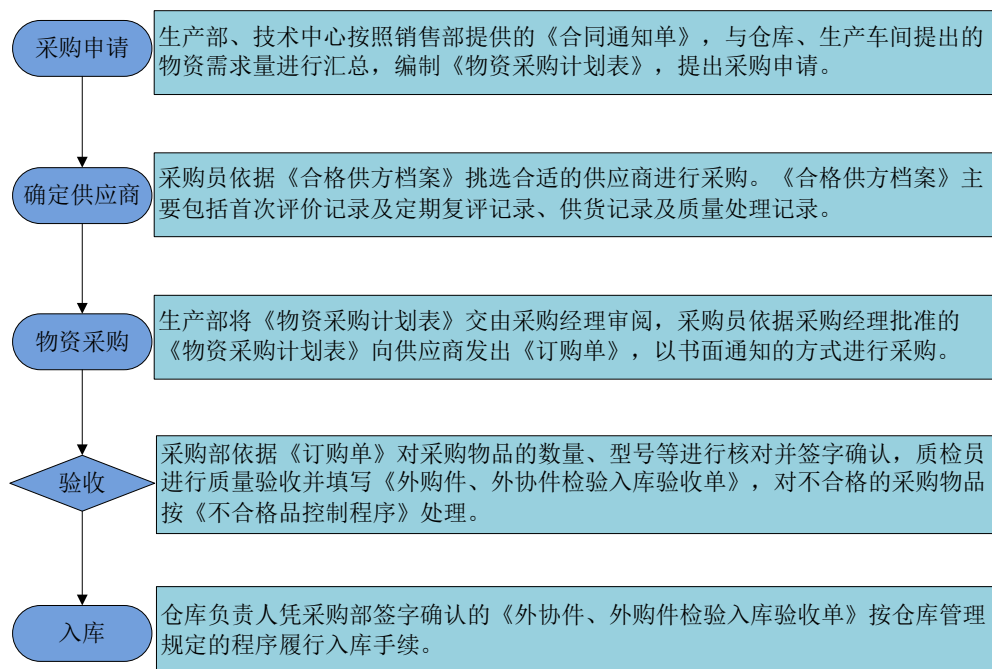 采购申请
生产部、技术中心按照销售部提供的《合同通知单》，与仓库、生产车间提出的
物资需求量进行汇总，编制《物资采购计划表》，提出采购申请。
确定供应商
采购员依据《合格供方档案》挑选合适的供应商进行采购。《合格供方档案》主
要包括首次评价记录及定期复评记录、供货记录及质量处理记录。
物资采购
生产部将《物资采购计划表》交由采购经理审阅，采购员依据采购经理批准的
《物资采购计划表》向供应商发出《订购单》，以书面通知的方式进行采购。
验收
采购部依据《订购单》对采购物品的数量、型号等进行核对并签字确认，质检员
进行质量验收并填写《外购件、外协件检验入库验收单》，对不合格的采购物品
按《不合格品控制程序》处理。
入库
仓库负责人凭采购部签字确认的《外协件、外购件检验入库验收单》按仓库管理
规定的程序履行入库手续。